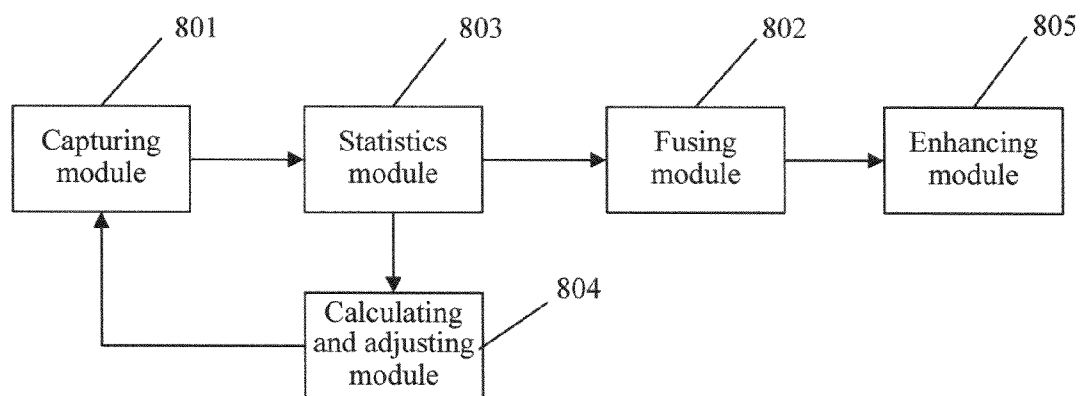 801
803
802
805
Capturing
module
Statistics
module
Fusing
module
Enhancing
module
Calculating
and adjusting
module
804